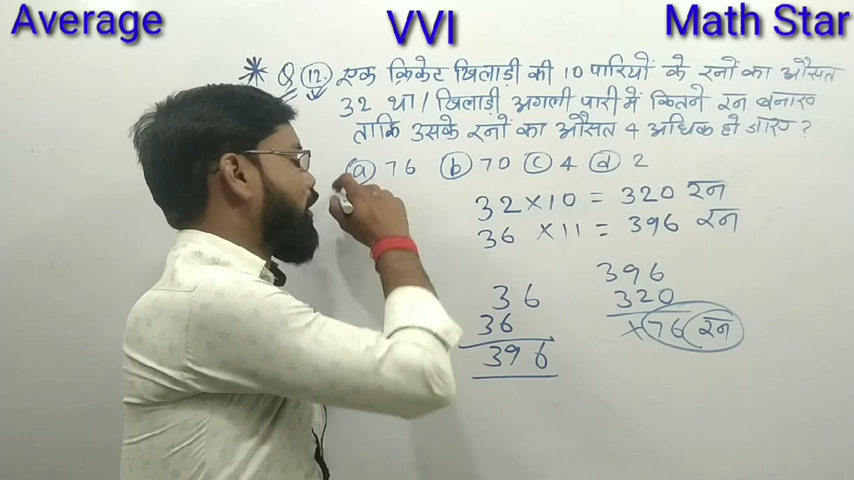 Average VVI Math Star
* Q 12. एक क्रिकेट खिलाड़ी की 10 पारियों के रनों का औसत
32 था / खिलाड़ी अगली पारी में कितने रन बनाए
ताकि उसके रनों का औसत 4 अधिक हो जाए ?
(a) 76 (b) 70 (c) 4 (d) 2
32 × 10 = 320 रन
36 × 11 = 396 रन
396
320
× 76 रन
36
36
396